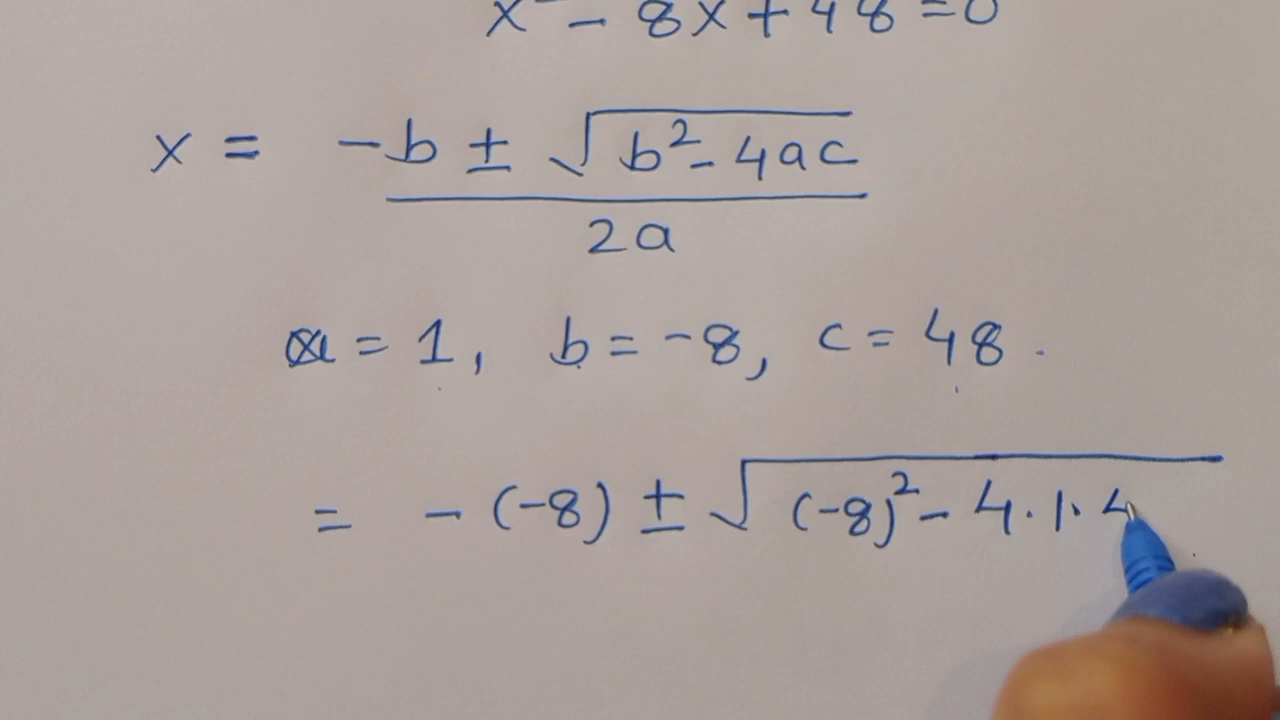 x² - 8x + 48 = 0
x = -b ± √b² - 4ac
2a
a = 1, b = -8, c = 48.
= -(-8) ± √(-8)² - 4.1.4